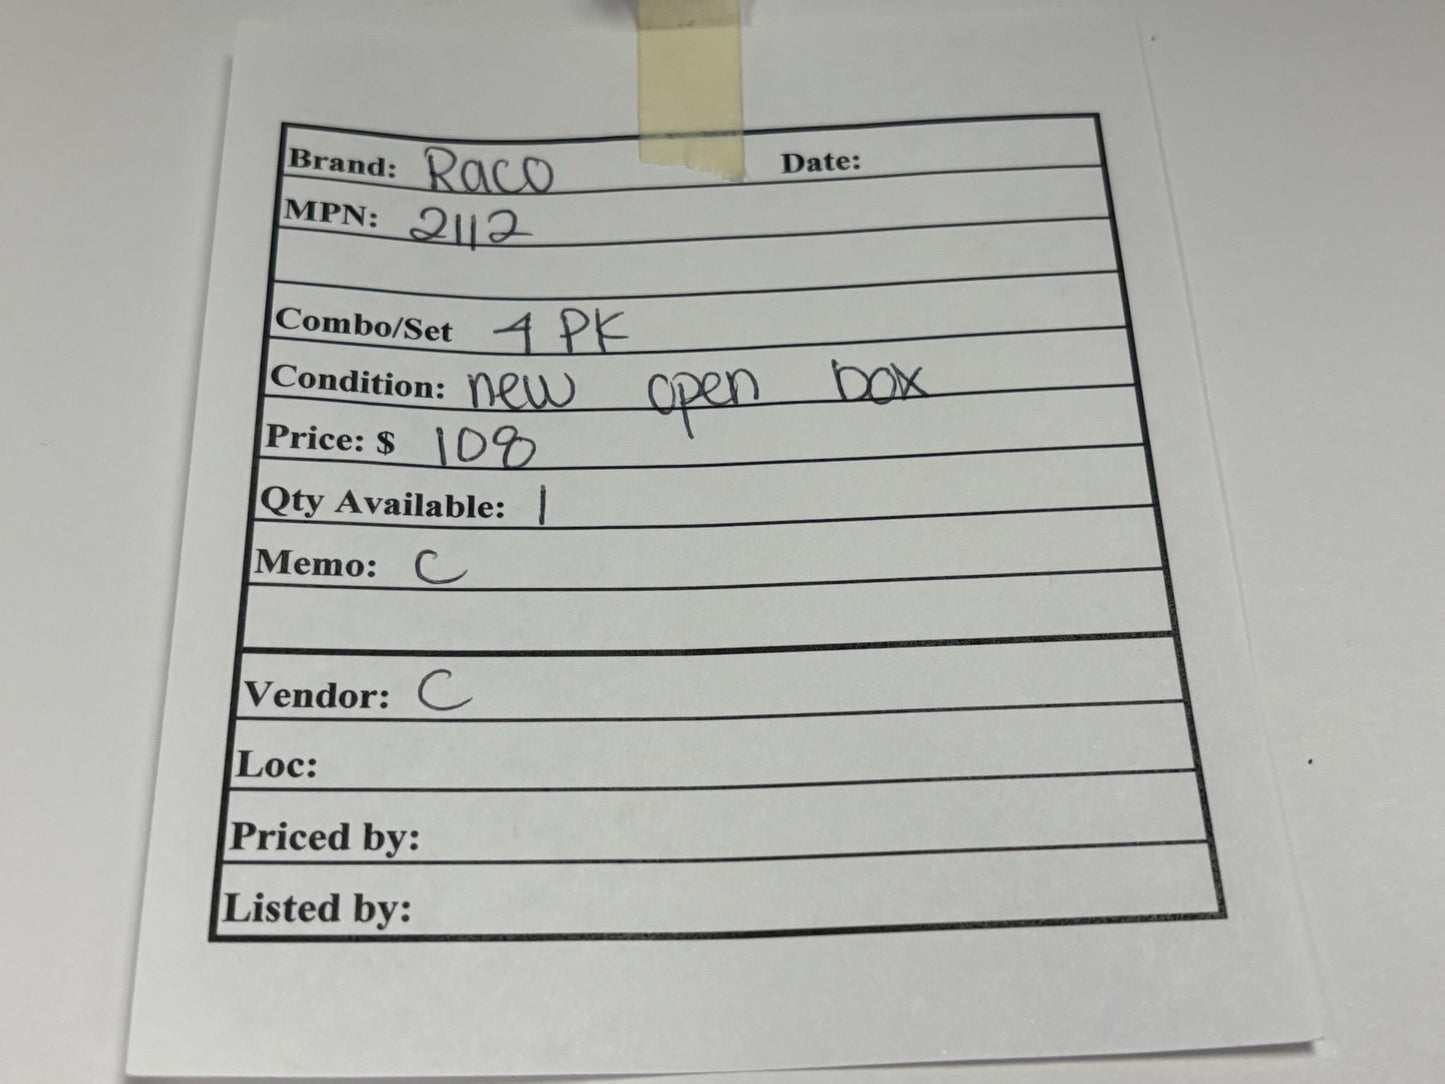 Brand: Raco Date:
MPN: 2112
Combo/Set 4 PK
Condition: new open box
Price: $ 108
Qty Available: 1
Memo: C
Vendor: C
Loc:
Priced by:
Listed by: